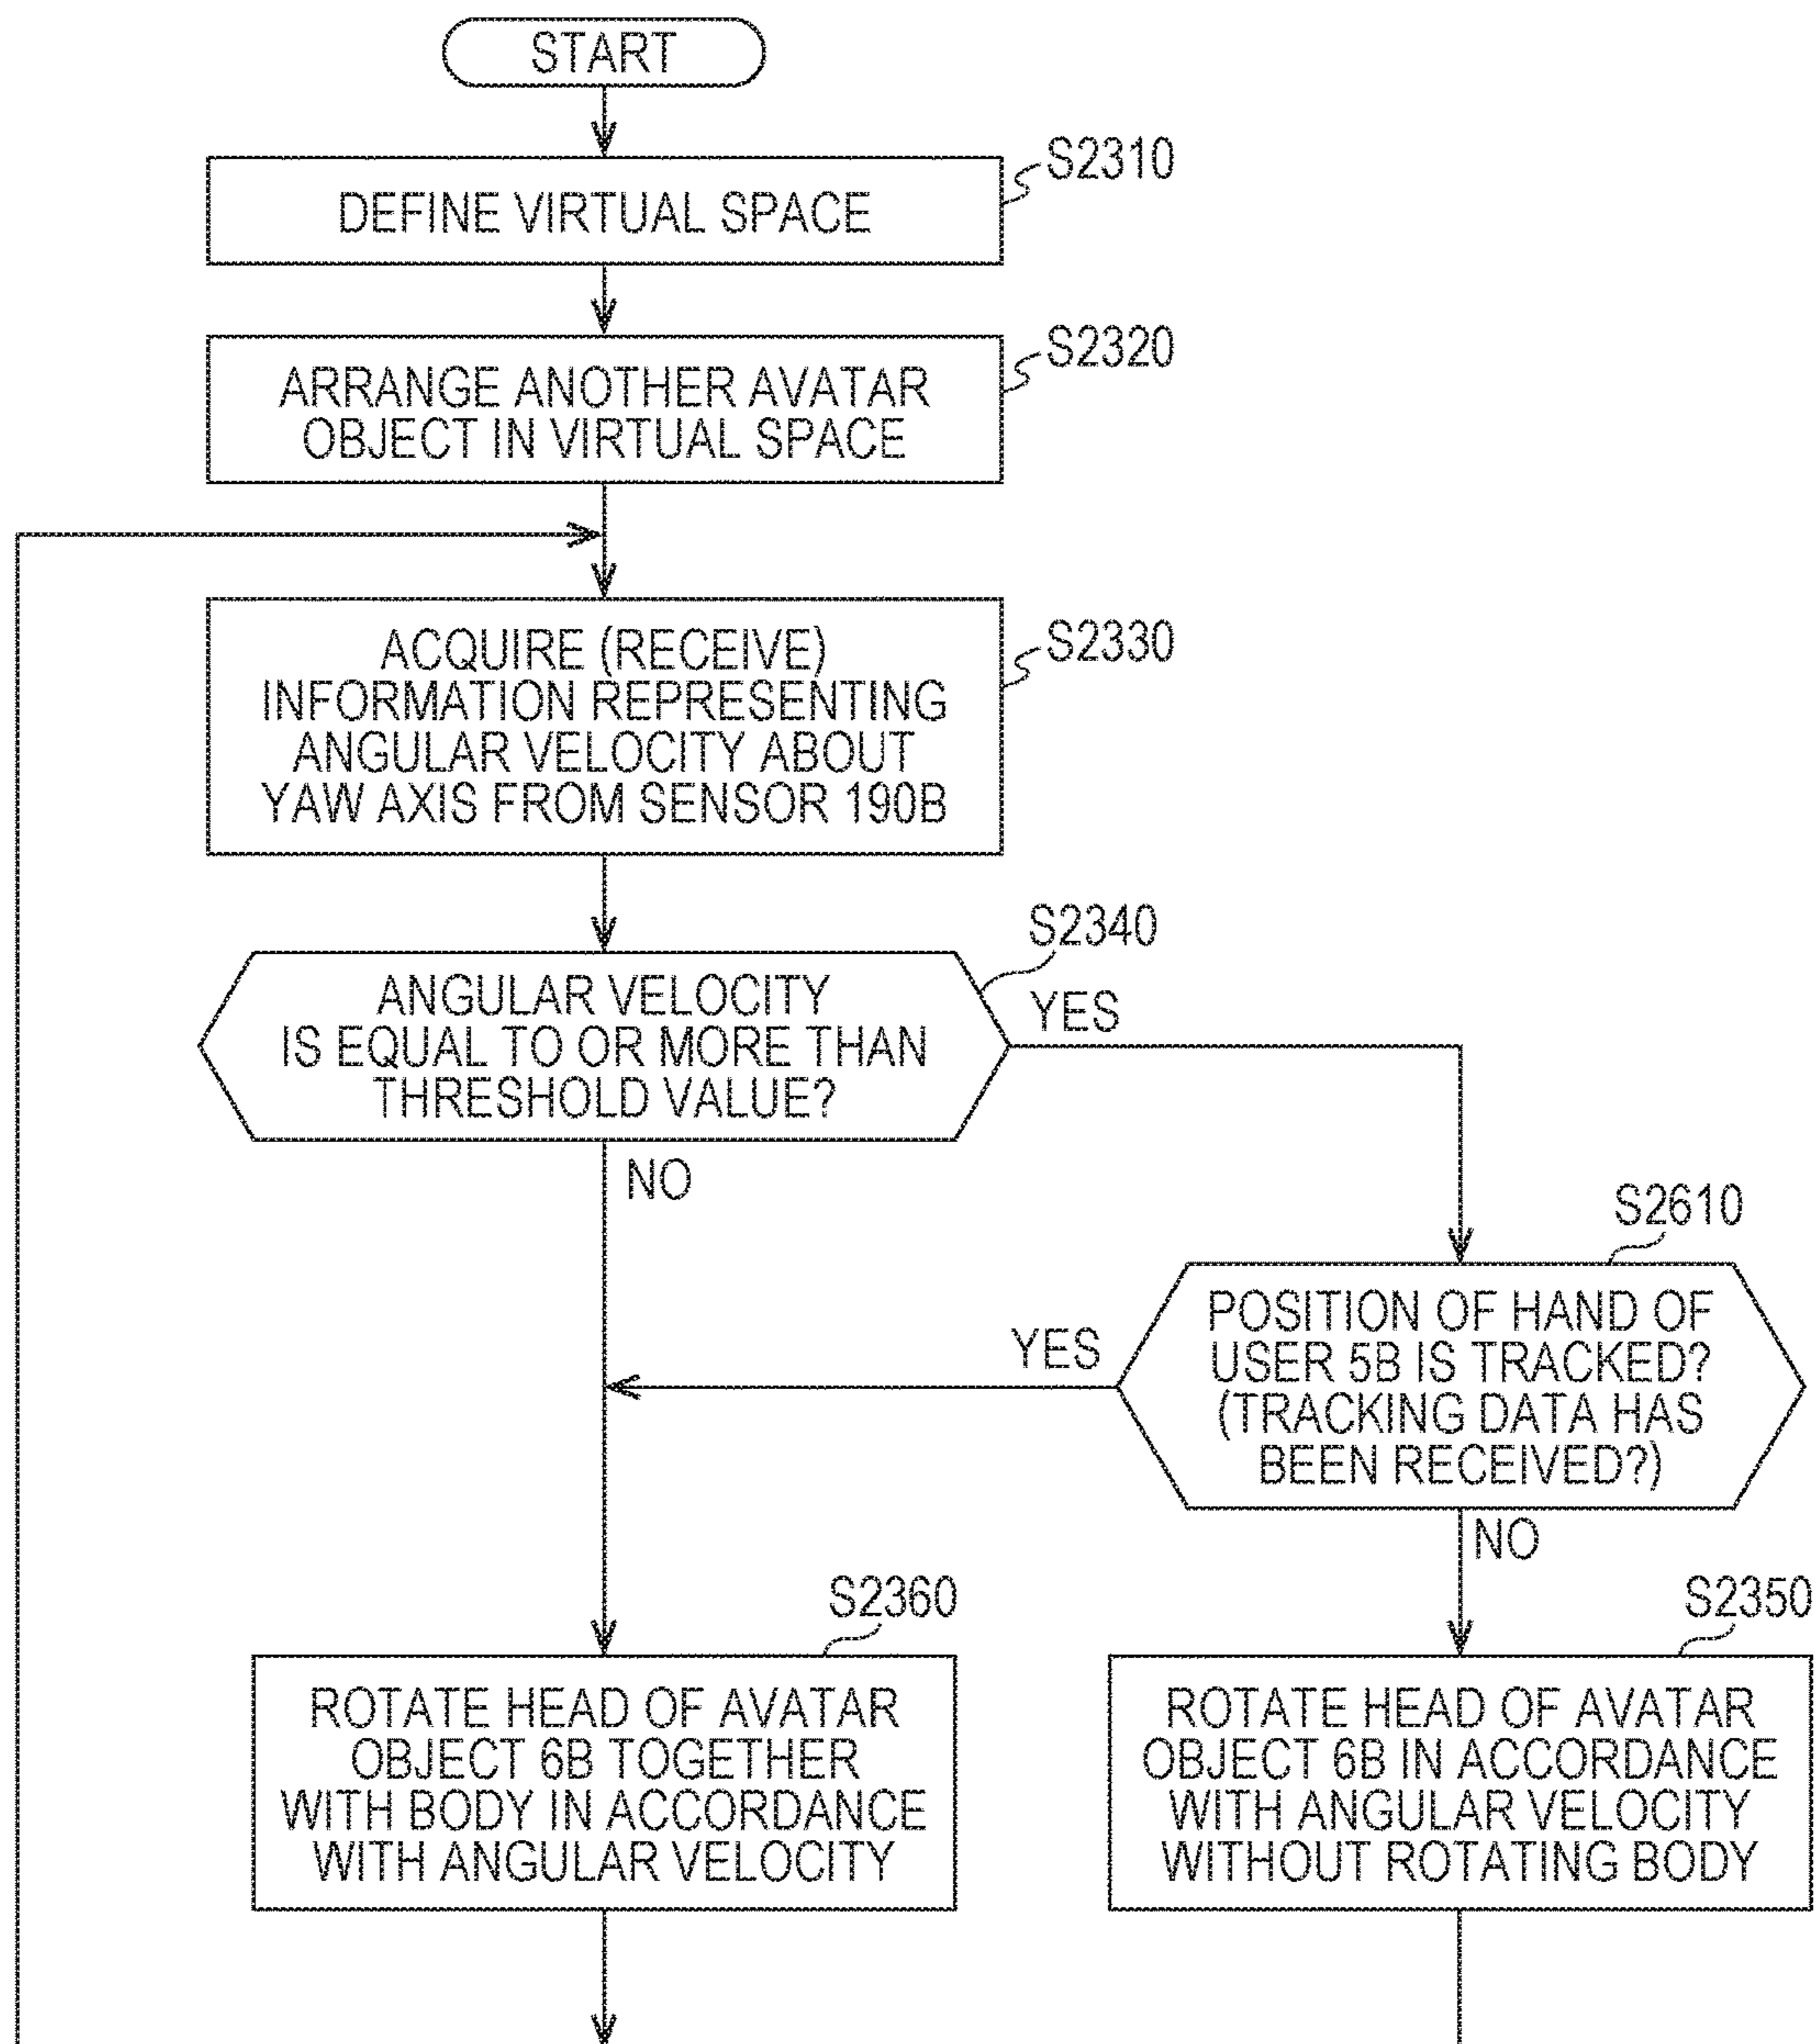 START
S2310
DEFINE VIRTUAL SPACE
S2320
ARRANGE ANOTHER AVATAR
OBJECT IN VIRTUAL SPACE
S2330
ACQUIRE (RECEIVE)
INFORMATION REPRESENTING
ANGULAR VELOCITY ABOUT
YAW AXIS FROM SENSOR 190B
S2340
ANGULAR VELOCITY
IS EQUAL TO OR MORE THAN
THRESHOLD VALUE?
YES
NO
S2610
POSITION OF HAND OF
USER 5B IS TRACKED?
(TRACKING DATA HAS
BEEN RECEIVED?)
YES
NO
S2360
ROTATE HEAD OF AVATAR
OBJECT 6B TOGETHER
WITH BODY IN ACCORDANCE
WITH ANGULAR VELOCITY
S2350
ROTATE HEAD OF AVATAR
OBJECT 6B IN ACCORDANCE
WITH ANGULAR VELOCITY
WITHOUT ROTATING BODY